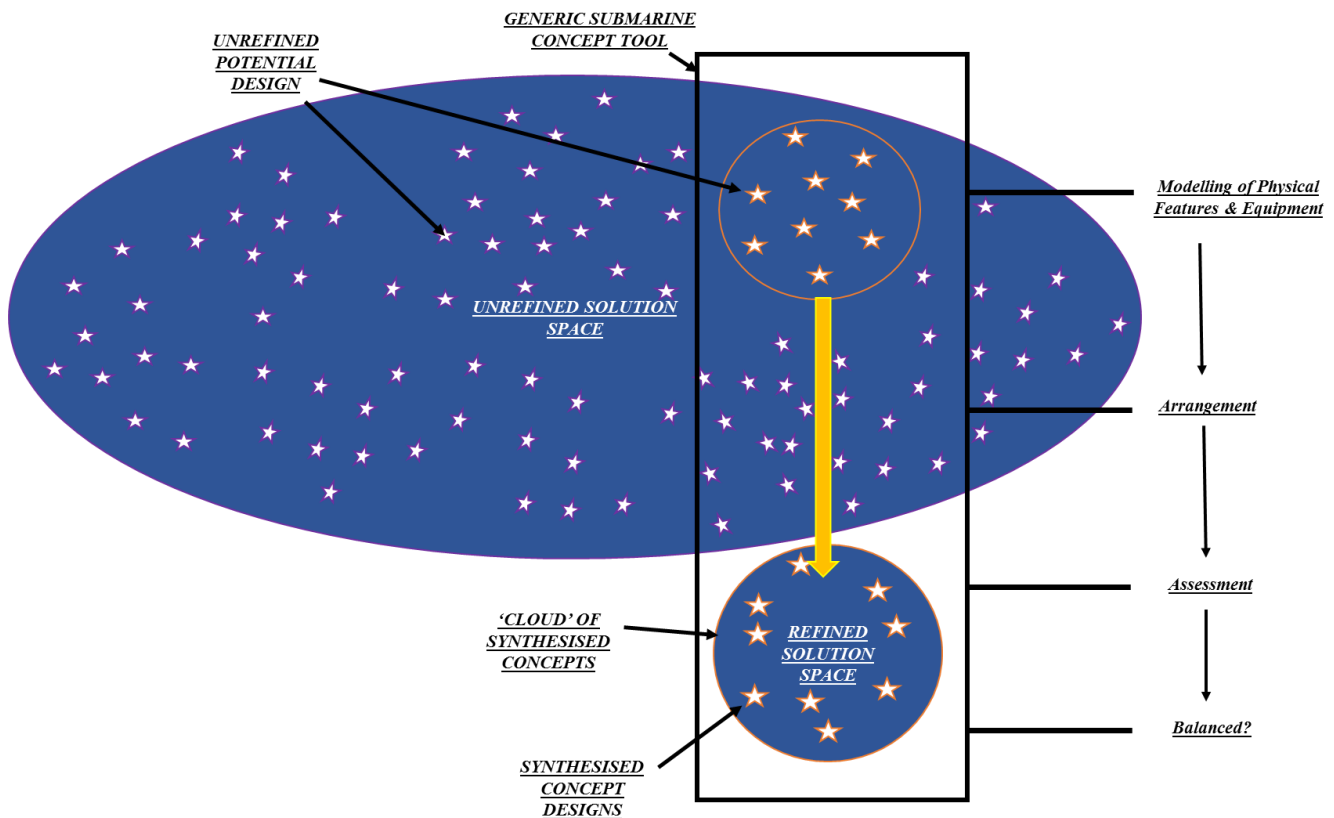 GENERIC SUBMARINE
CONCEPT TOOL
UNREFINED
POTENTIAL
DESIGN
Modelling of Physical
Features & Equipment
UNREFINED SOLUTION
SPACE
Arrangement
Assessment
‘CLOUD’ OF
SYNTHESISED
CONCEPTS
REFINED
SOLUTION
SPACE
Balanced?
SYNTHESISED
CONCEPT
DESIGNS